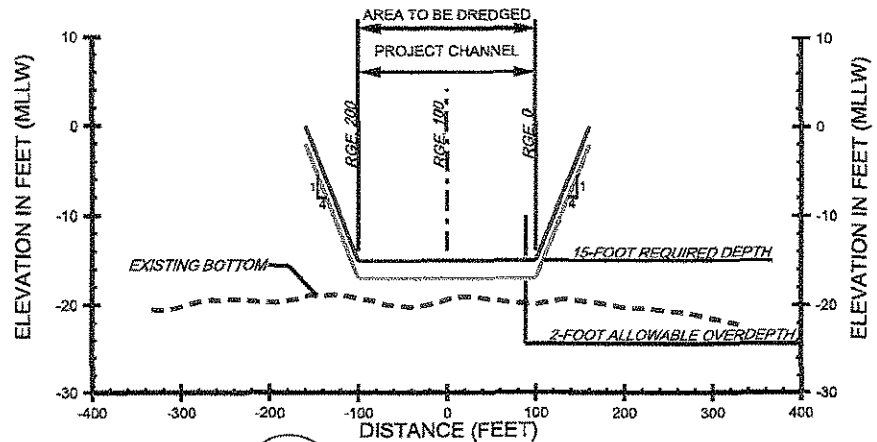 AREA TO BE DREDGED
PROJECT CHANNEL
ELEVATION IN FEET (MLLW)
10
0
-10
-20
-30
RGE 200
RGE 100
RGE 0
1
4
1
4
15-FOOT REQUIRED DEPTH
EXISTING BOTTOM
2-FOOT ALLOWABLE OVERDEPTH
10
0
-10
-20
-30
ELEVATION IN FEET (MLLW)
-400 -300 -200 -100 0 100 200 300 400
DISTANCE (FEET)